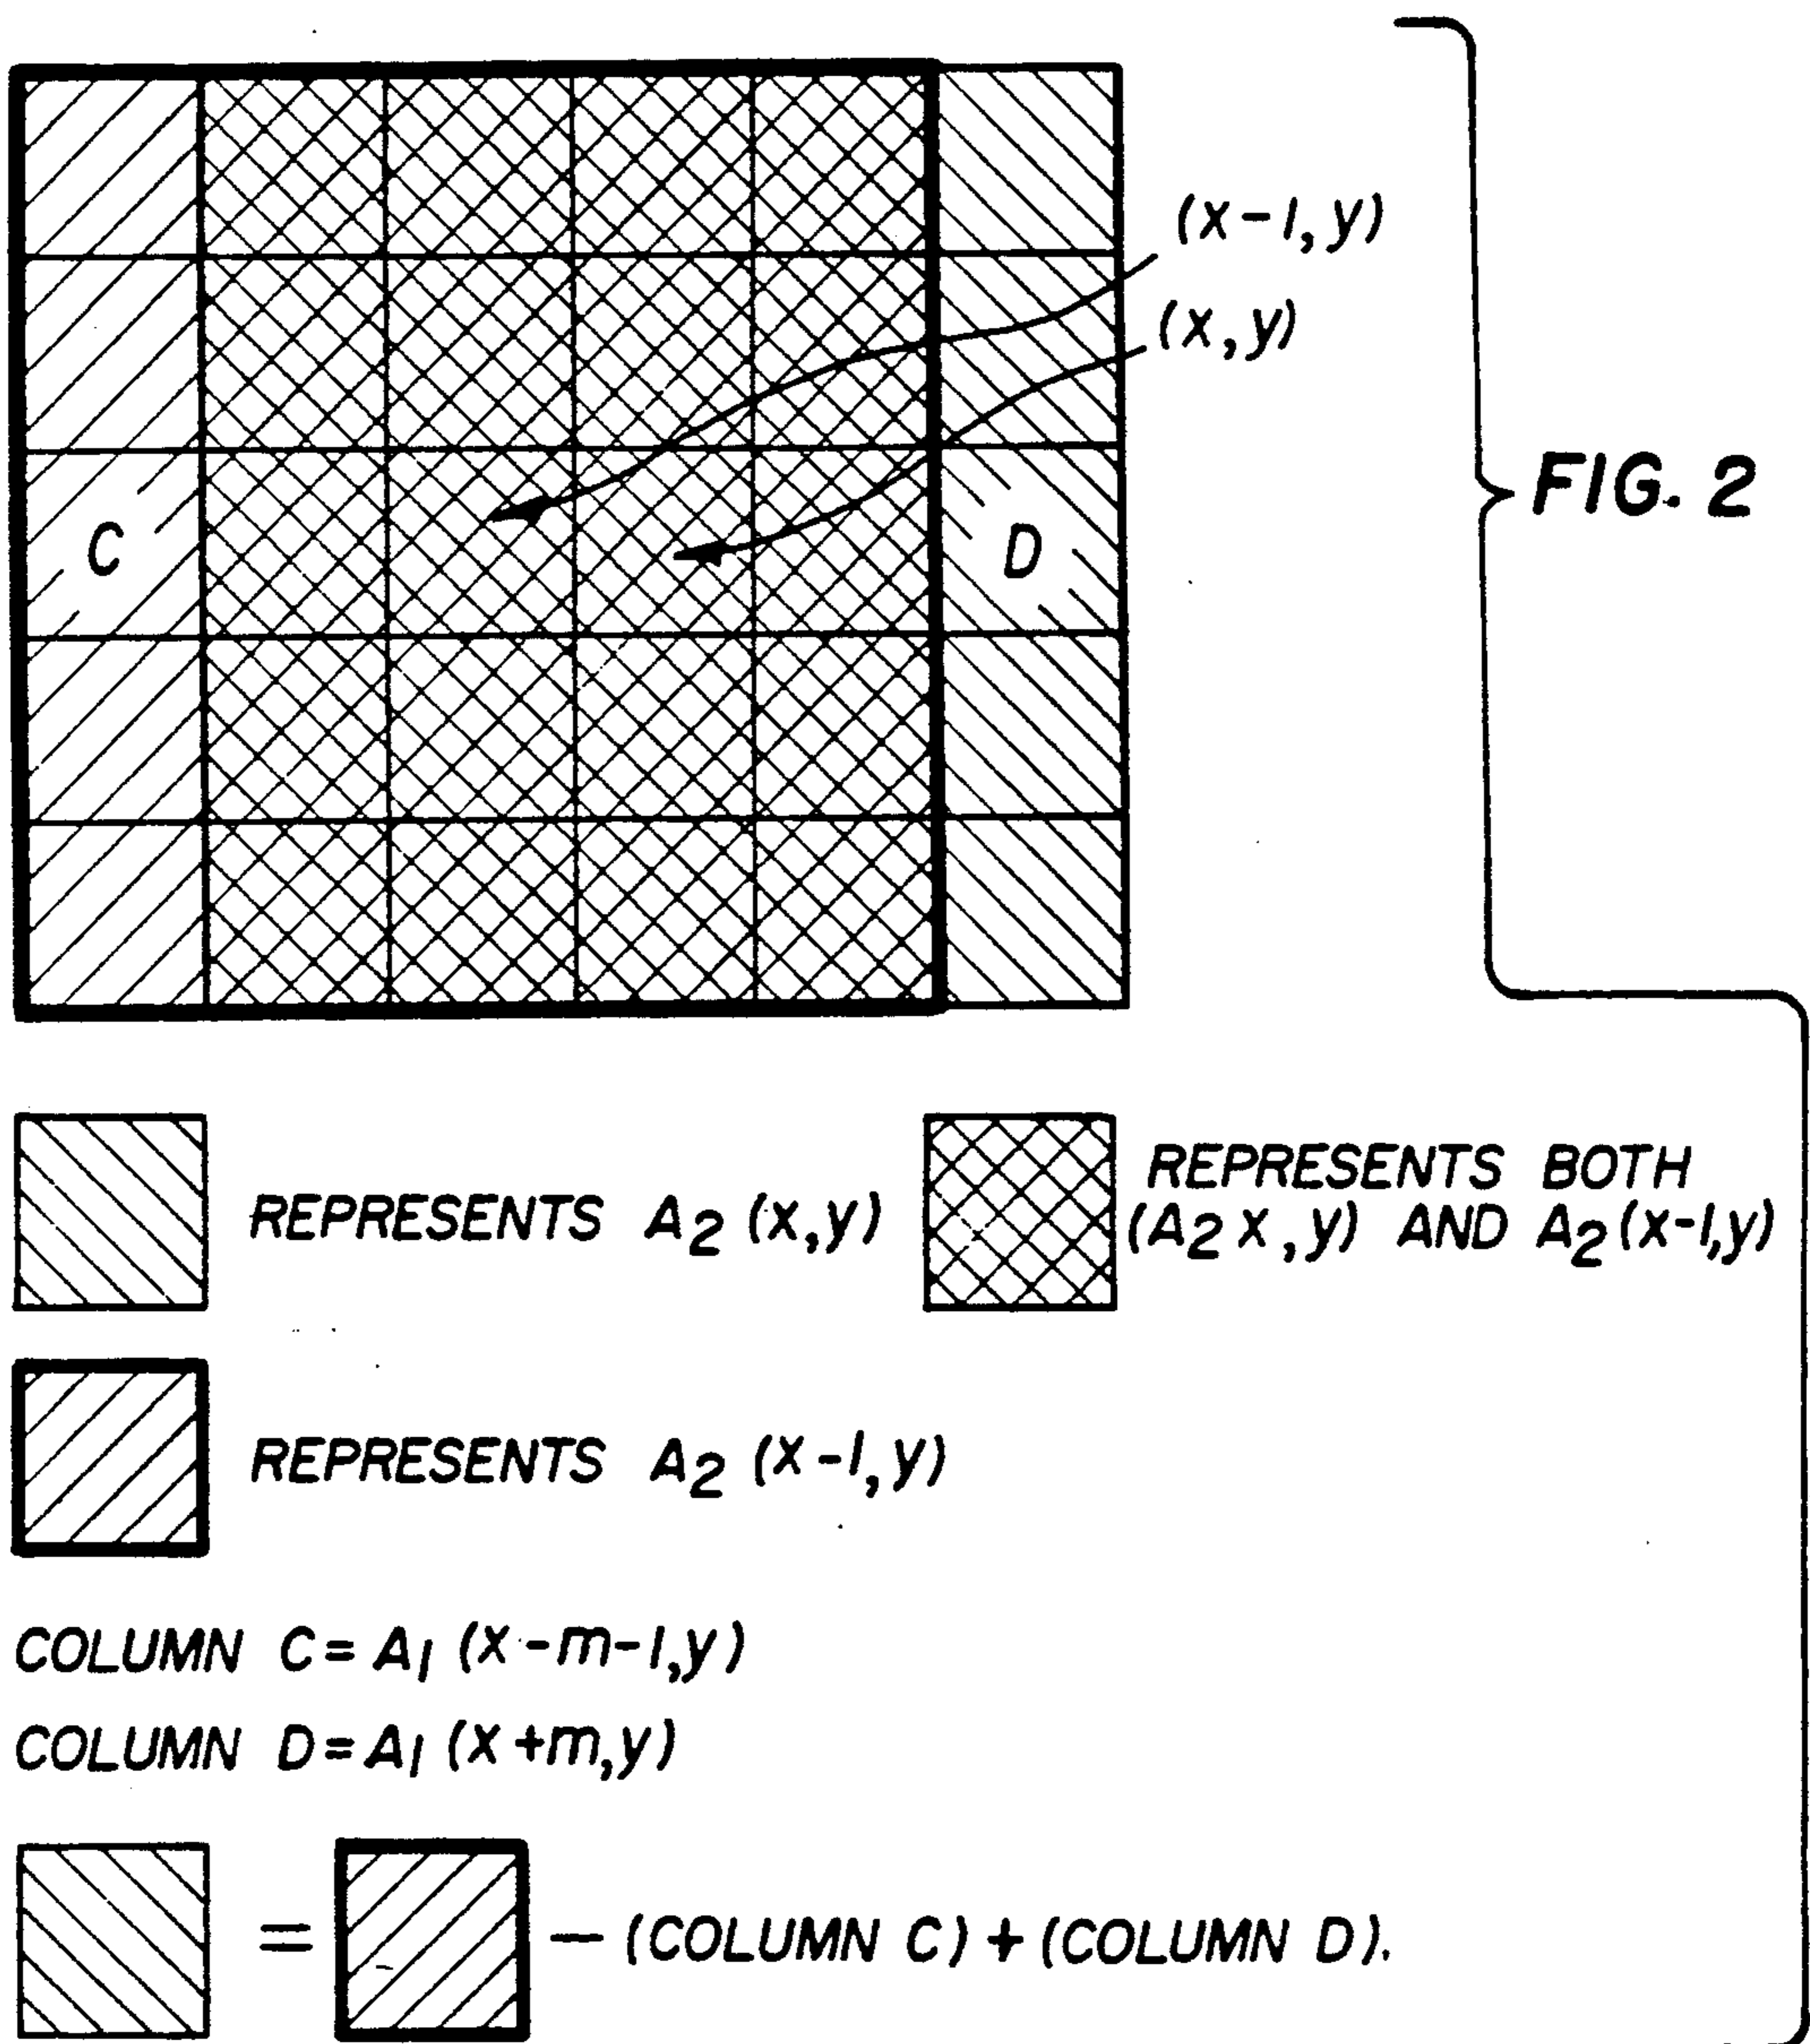 (x-1,y)
(x,y)
FIG. 2
C
D
REPRESENTS A2 (x,y)
REPRESENTS BOTH
(A2 x,y) AND A2(x-1,y)
REPRESENTS A2 (x-1,y)
COLUMN C = A1 (x-m-1,y)
COLUMN D = A1 (x+m,y)
= - (COLUMN C) + (COLUMN D).